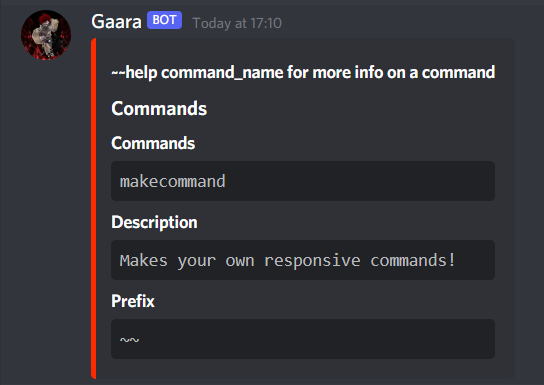 Gaara BOT Today at 17:10
~~help command_name for more info on a command
Commands
Commands
makecommand
Description
Makes your own responsive commands!
Prefix
~~